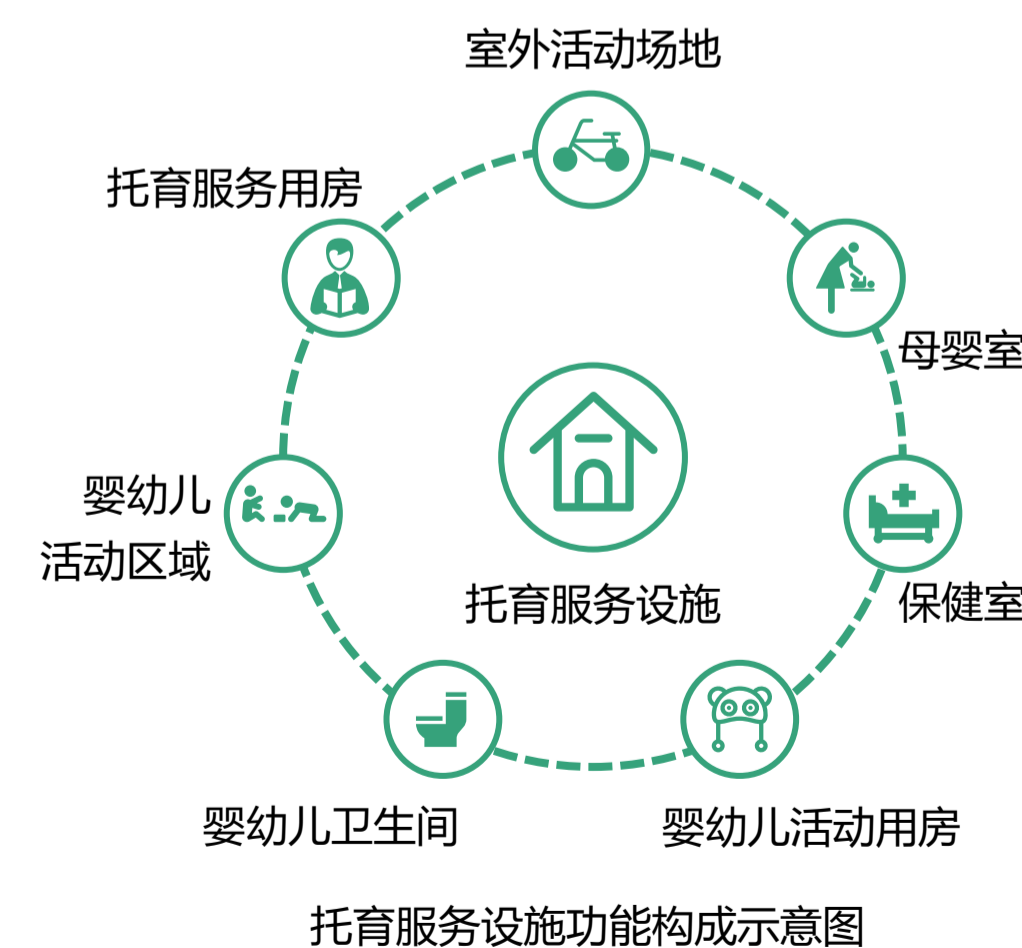 室外活动场地
托育服务用房
母婴室
婴幼儿
活动区域
托育服务设施
保健室
婴幼儿卫生间
婴幼儿活动用房
托育服务设施功能构成示意图